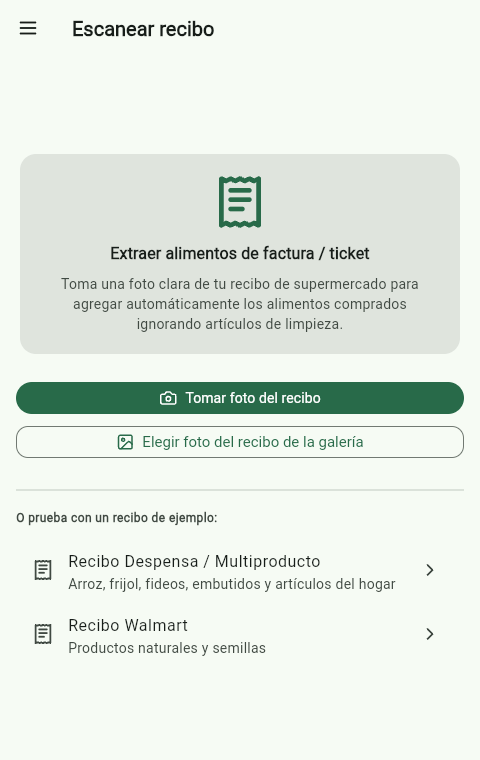 Escanear recibo
Extraer alimentos de factura / ticket
Toma una foto clara de tu recibo de supermercado para
agregar automáticamente los alimentos comprados
ignorando artículos de limpieza.
Tomar foto del recibo
Elegir foto del recibo de la galería
O prueba con un recibo de ejemplo:
Recibo Despensa / Multiproducto
Arroz, frijol, fideos, embutidos y artículos del hogar
Recibo Walmart
Productos naturales y semillas